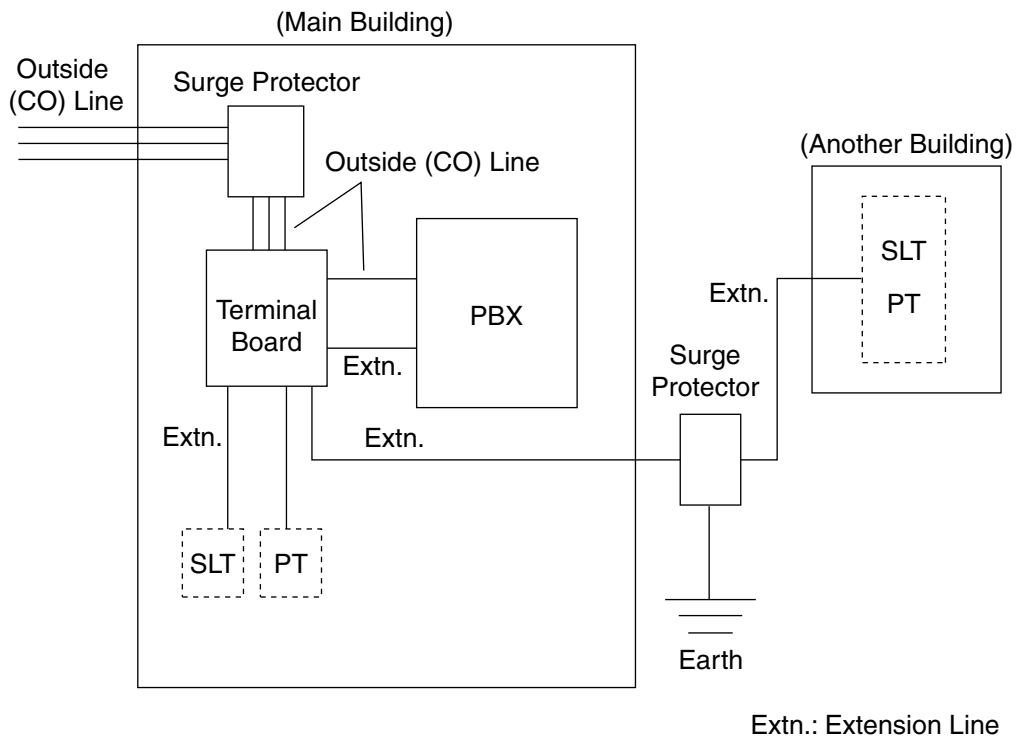 (Main Building)
Outside
(CO) Line
Surge Protector
Outside (CO) Line
(Another Building)
SLT
PT
Extn.
Terminal
Board
PBX
Extn.
Surge
Protector
Extn.
Extn.
SLT
PT
Earth
Extn.: Extension Line